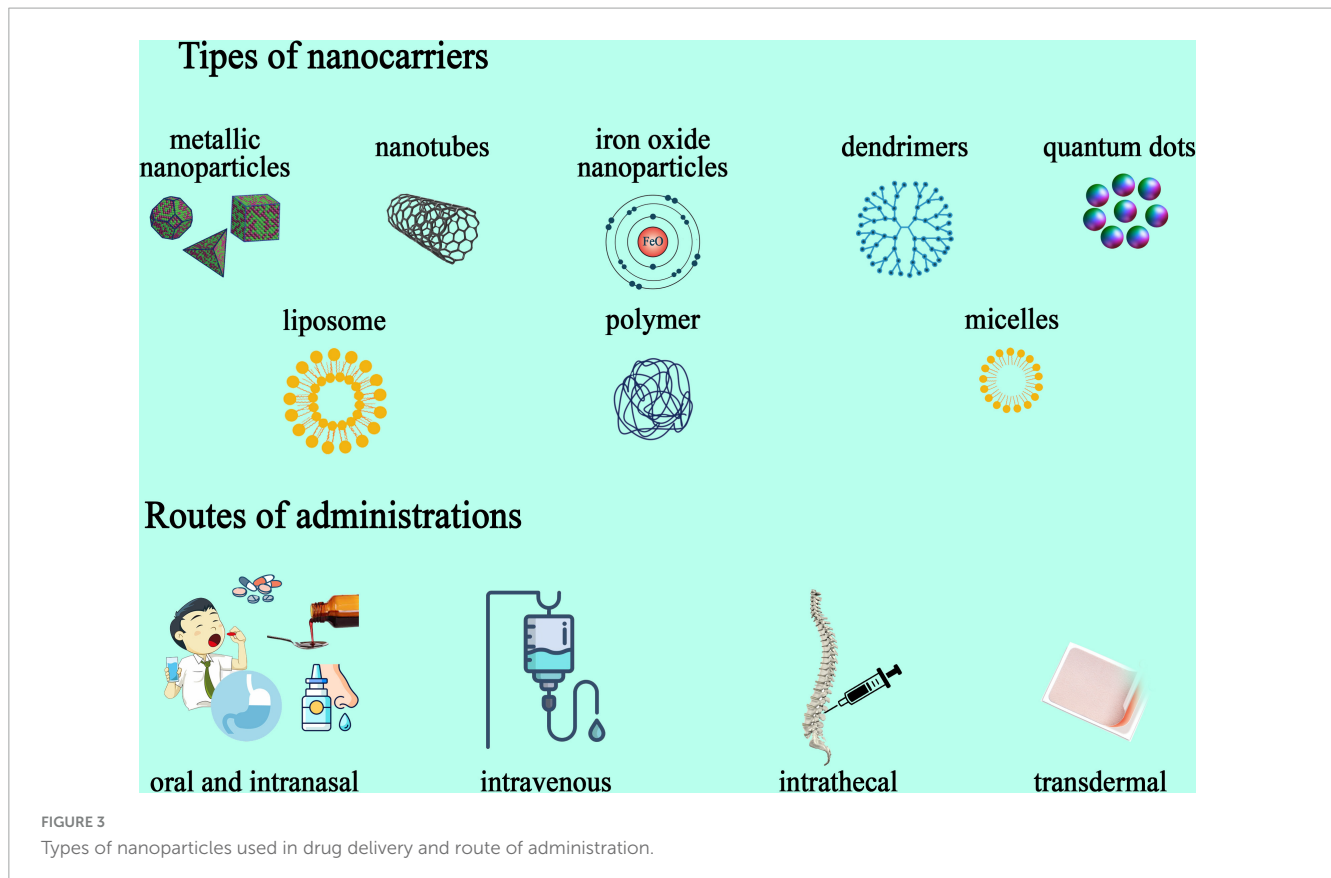 Tipes of nanocarriers
metallic
nanoparticles
nanotubes
iron oxide
nanoparticles
dendrimers
quantum dots
FeO
liposome
polymer
micelles
Routes of administrations
oral and intranasal
intravenous
intrathecal
transdermal
FIGURE 3
Types of nanoparticles used in drug delivery and route of administration.